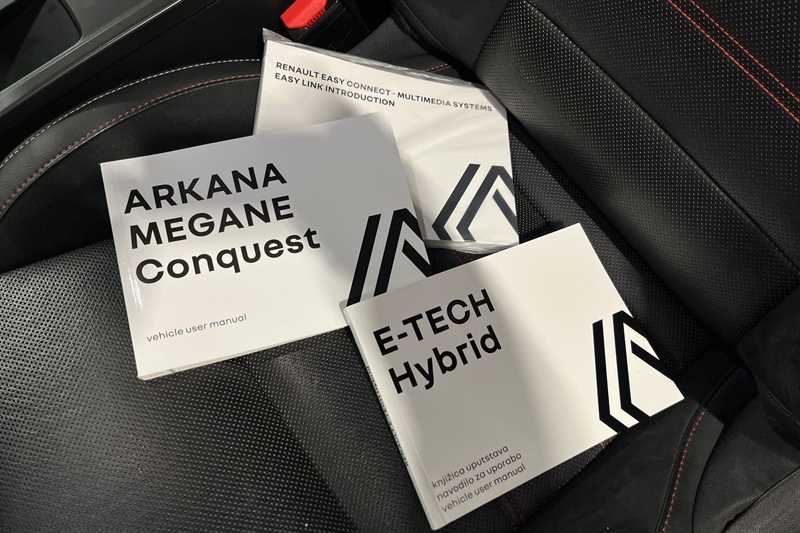 RENAULT EASY CONNECT - MULTIMEDIA SYSTEMS
EASY LINK INTRODUCTION
ARKANA
MEGANE
Conquest
vehicle user manual
E-TECH
Hybrid
knjižica uputstava
navodilo za uporabo
vehicle user manual